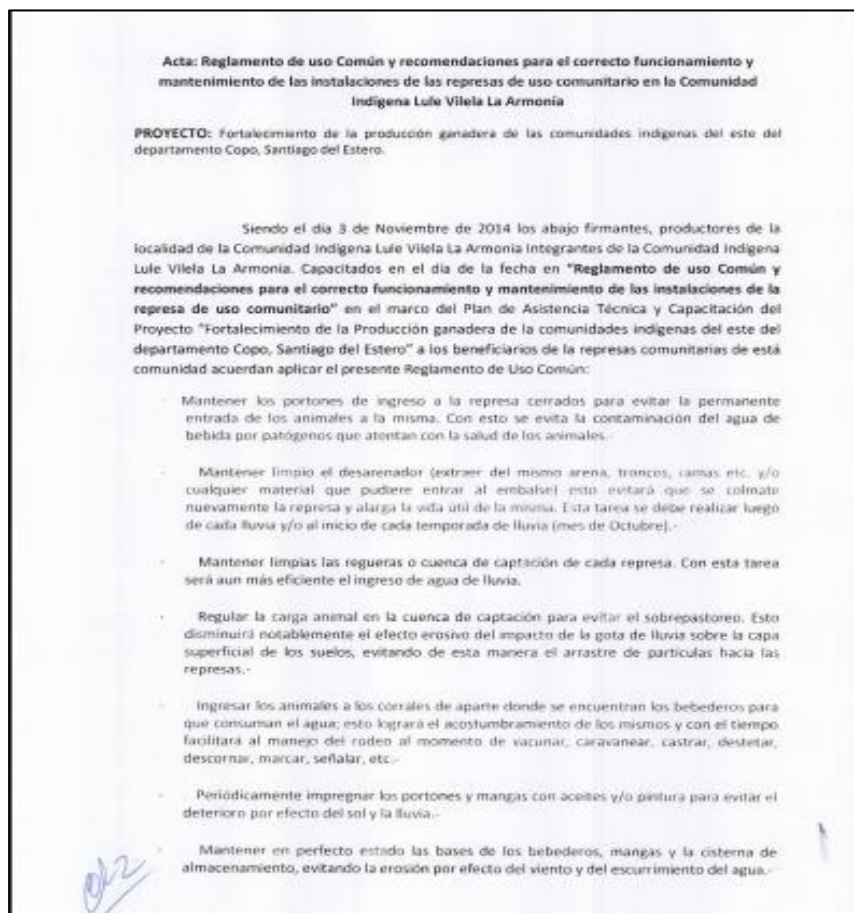 Acta: Reglamento de uso Común y recomendaciones para el correcto funcionamiento y
mantenimiento de las instalaciones de las represas de uso comunitario en la Comunidad
Indígena Lule Vilela La Armonía
PROYECTO: Fortalecimiento de la producción ganadera de las comunidades indígenas del este del
departamento Copo, Santiago del Estero.
Siendo el día 3 de Noviembre de 2014 los abajo firmantes, productores de la
localidad de la Comunidad Indígena Lule Vilela La Armonía Integrantes de la Comunidad Indígena
Lule Vilela La Armonía. Capacitados en el día de la fecha en "Reglamento de uso Común y
recomendaciones para el correcto funcionamiento y mantenimiento de las instalaciones de la
represa de uso comunitario" en el marco del Plan de Asistencia Técnica y Capacitación del
Proyecto "Fortalecimiento de la Producción ganadera de la comunidades indígenas del este del
departamento Copo, Santiago del Estero" a los beneficiarios de la represas comunitarias de está
comunidad acuerdan aplicar el presente Reglamento de Uso Común:
- Mantener los portones de ingreso a la represa cerrados para evitar la permanente
entrada de los animales a la misma. Con esto se evita la contaminación del agua de
bebida por patógenos que atentan con la salud de los animales.
- Mantener limpio el desarenador (extraer del mismo arena, troncos, ramas etc. y/o
cualquier material que pudiere entrar al embalse) esto evitará que se colmate
nuevamente la represa y alarga la vida útil de la misma. Esta tarea se debe realizar luego
de cada lluvia y/o al inicio de cada temporada de lluvia (mes de Octubre).-
- Mantener limpias las regueras o cuenca de captación de cada represa. Con esta tarea
será aun más eficiente el ingreso de agua de lluvia.
- Regular la carga animal en la cuenca de captación para evitar el sobrepastoreo. Esto
disminuirá notablemente el efecto erosivo del impacto de la gota de lluvia sobre la capa
superficial de los suelos, evitando de esta manera el arrastre de partículas hacia las
represas.-
- Ingresar los animales a los corrales de aparte donde se encuentran los bebederos para
que consuman el agua; esto logrará el acostumbramiento de los mismos y con el tiempo
facilitará al manejo del rodeo al momento de vacunar, caravanear, castrar, destetar,
descornar, marcar, señalar, etc.-
- Periódicamente impregnar los portones y mangas con aceites y/o pintura para evitar el
deterioro por efecto del sol y la lluvia.-
- Mantener en perfecto estado las bases de los bebederos, mangas y la cisterna de
almacenamiento, evitando la erosión por efecto del viento y del escurrimiento del agua.-